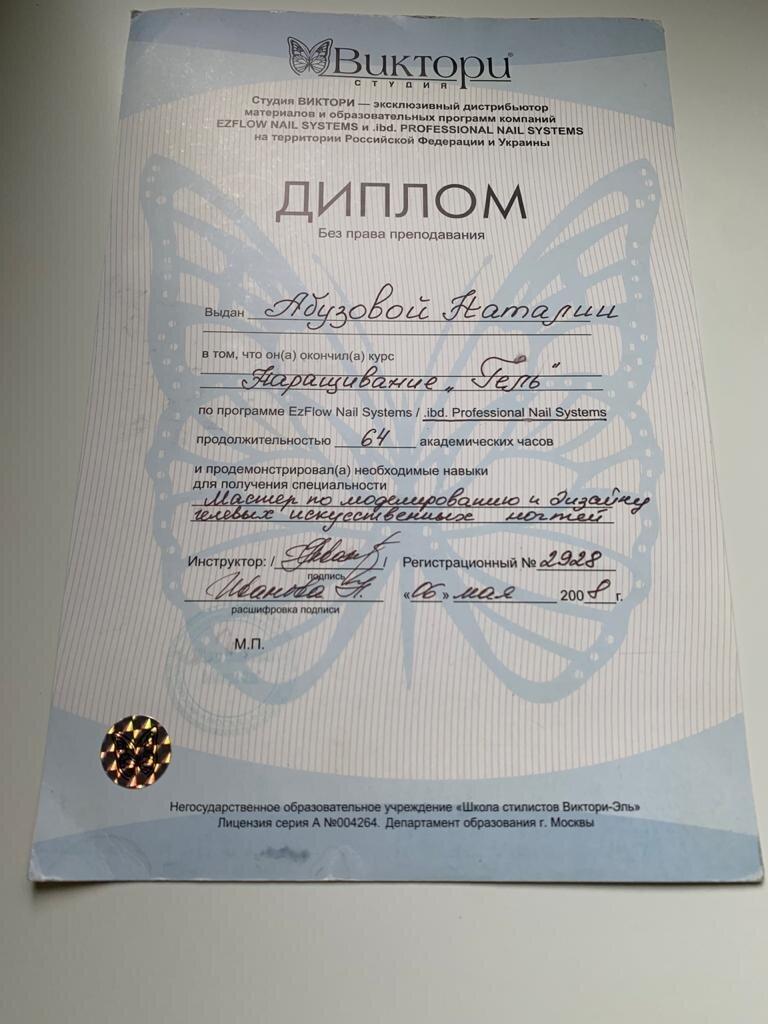 Виктори®
СТУДИЯ
Студия ВИКТОРИ — эксклюзивный дистрибьютор
материалов и образовательных программ компаний
EZFLOW NAIL SYSTEMS и .ibd. PROFESSIONAL NAIL SYSTEMS
на территории Российской Федерации и Украины
ДИПЛОМ
Без права преподавания
Выдан Абузовой Наталии
в том, что он(а) окончил(а) курс
Наращивание „Гель"
по программе EzFlow Nail Systems / .ibd. Professional Nail Systems
продолжительностью 64 академических часов
и продемонстрировал(а) необходимые навыки
для получения специальности
Мастер по моделированию и дизайну
гелевых искусственных ногтей
Инструктор: / / Регистрационный № 2928
подпись
Иванова Н. «06» мая 2008 г.
расшифровка подписи
М.П.
Негосударственное образовательное учреждение «Школа стилистов Виктори-Эль»
Лицензия серия А №004264. Департамент образования г. Москвы